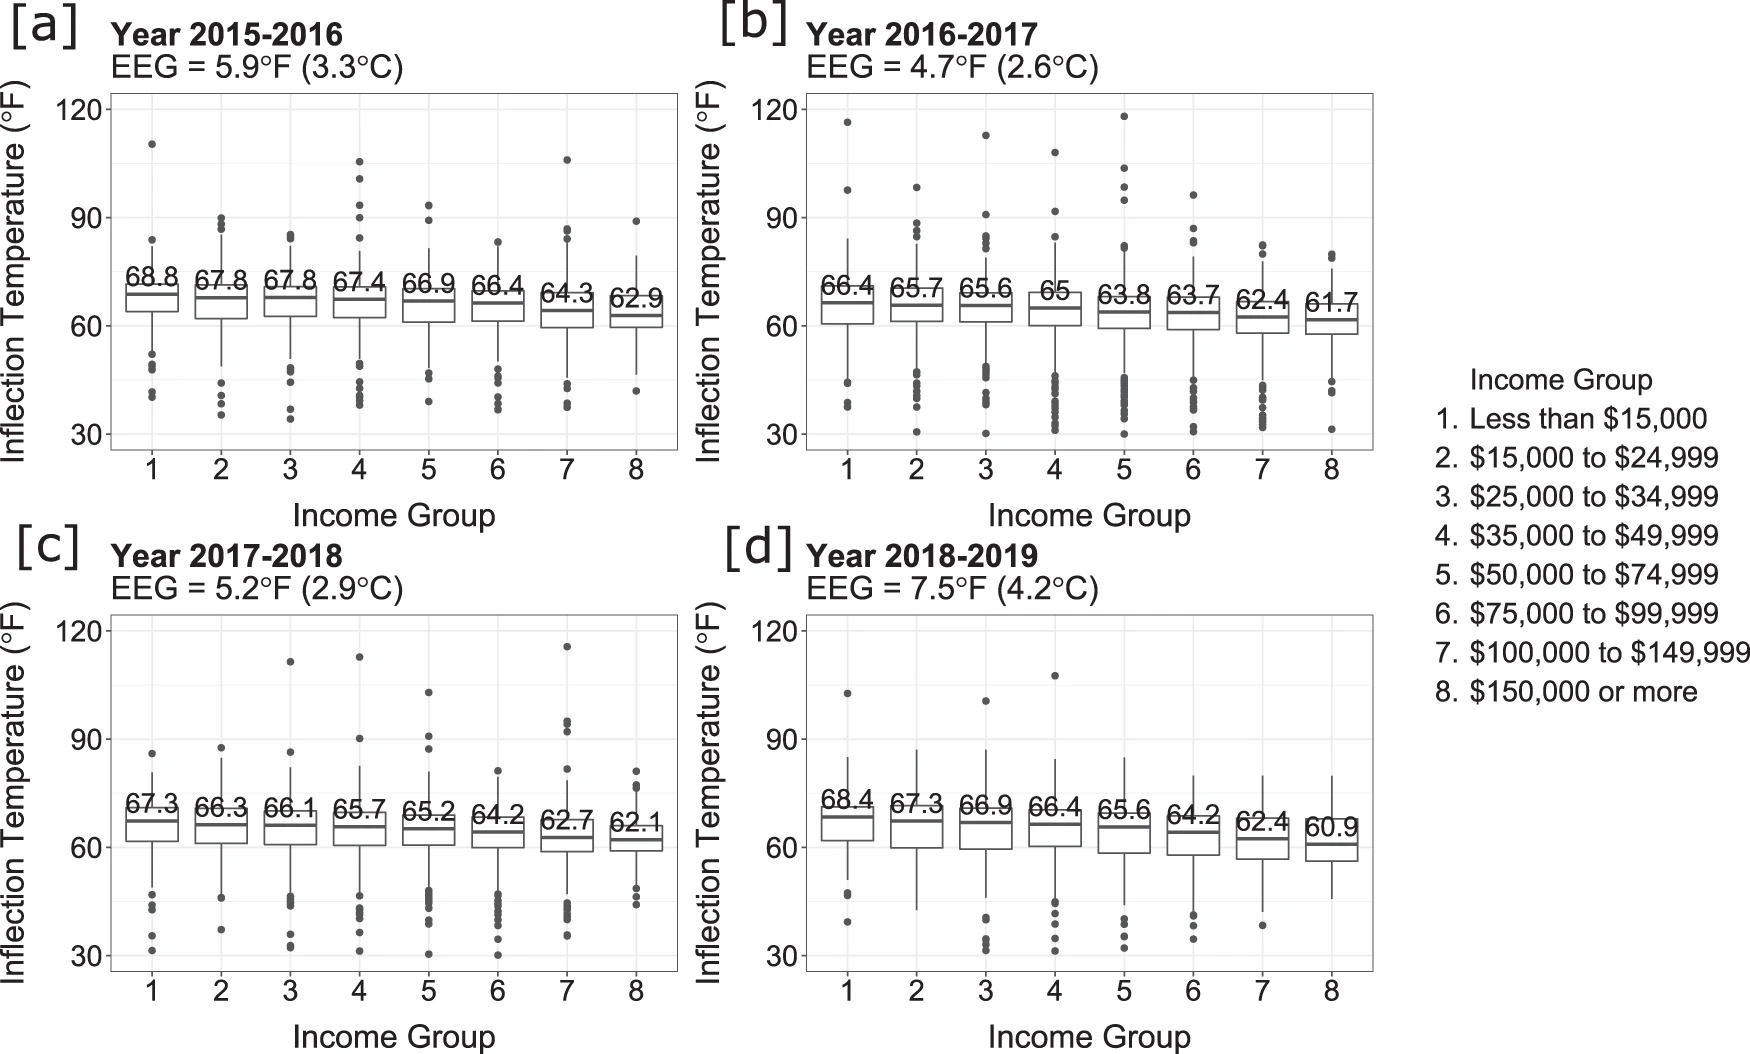 [a] Year 2015-2016
EEG = 5.9°F (3.3°C)
Inflection Temperature (°F)
120
90
60
30
68.8 67.8 67.8 67.4 66.9 66.4 64.3 62.9
1 2 3 4 5 6 7 8
Income Group
[b] Year 2016-2017
EEG = 4.7°F (2.6°C)
Inflection Temperature (°F)
120
90
60
30
66.4 65.7 65.6 65 63.8 63.7 62.4 61.7
1 2 3 4 5 6 7 8
Income Group
[c] Year 2017-2018
EEG = 5.2°F (2.9°C)
Inflection Temperature (°F)
120
90
60
30
67.3 66.3 66.1 65.7 65.2 64.2 62.7 62.1
1 2 3 4 5 6 7 8
Income Group
[d] Year 2018-2019
EEG = 7.5°F (4.2°C)
Inflection Temperature (°F)
120
90
60
30
68.4 67.3 66.9 66.4 65.6 64.2 62.4 60.9
1 2 3 4 5 6 7 8
Income Group
Income Group
1. Less than $15,000
2. $15,000 to $24,999
3. $25,000 to $34,999
4. $35,000 to $49,999
5. $50,000 to $74,999
6. $75,000 to $99,999
7. $100,000 to $149,999
8. $150,000 or more